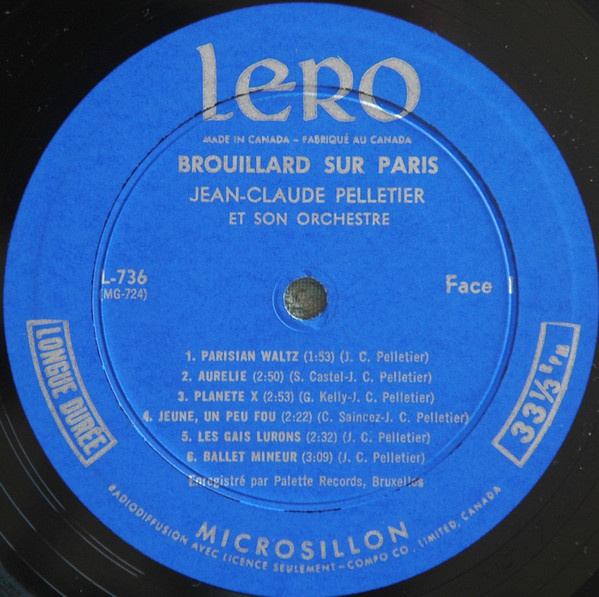 Lero
MADE IN CANADA – FABRIQUÉ AU CANADA
BROUILLARD SUR PARIS
JEAN-CLAUDE PELLETIER
ET SON ORCHESTRE
L-736
(MG-724)
Face 1
1. PARISIAN WALTZ (1:53) (J. C. Pelletier)
2. AURELIE (2:50) (S. Castel-J. C. Pelletier)
3. PLANETE X (2:53) (G. Kelly-J. C. Pelletier)
4. JEUNE, UN PEU FOU (2:22) (C. Saincez-J. C. Pelletier)
5. LES GAIS LURONS (2:32) (J. C. Pelletier)
6. BALLET MINEUR (3:09) (J. C. Pelletier)
Enregistré par Palette Records, Bruxelles
LONGUE DURÉE
33 1/3 RPM
MICROSILLON
RADIODIFFUSION AVEC LICENCE SEULEMENT–COMPO CO. LIMITED, CANADA